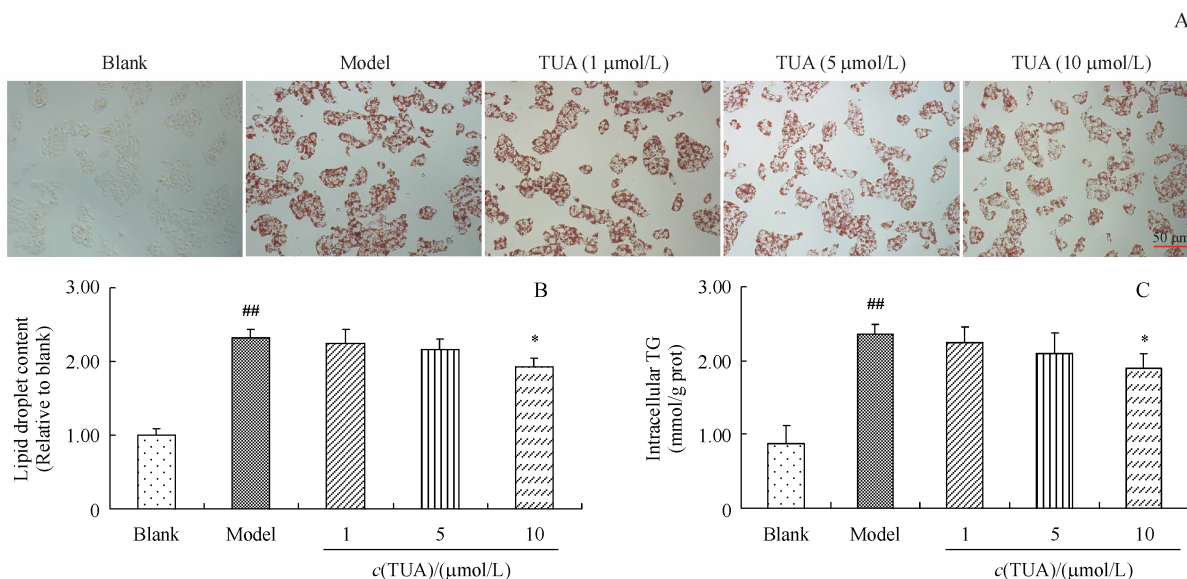 A
Blank
Model
TUA (1 μmol/L)
TUA (5 μmol/L)
TUA (10 μmol/L)
50 μm
B
Lipid droplet content
(Relative to blank)
3.00
2.00
1.00
0
##
*
Blank
Model
1
5
10
c(TUA)/(μmol/L)
C
Intracellular TG
(mmol/g prot)
3.00
2.00
1.00
0
##
*
Blank
Model
1
5
10
c(TUA)/(μmol/L)